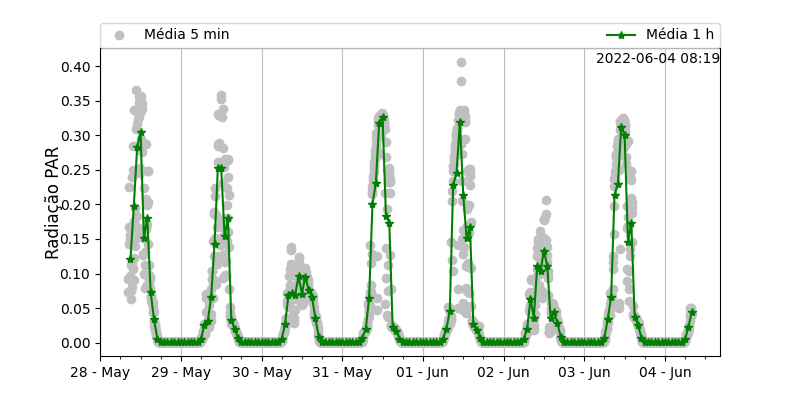 Média 5 min
Média 1 h
2022-06-04 08:19
Radiação PAR
0.40
0.35
0.30
0.25
0.20
0.15
0.10
0.05
0.00
28 - May
29 - May
30 - May
31 - May
01 - Jun
02 - Jun
03 - Jun
04 - Jun